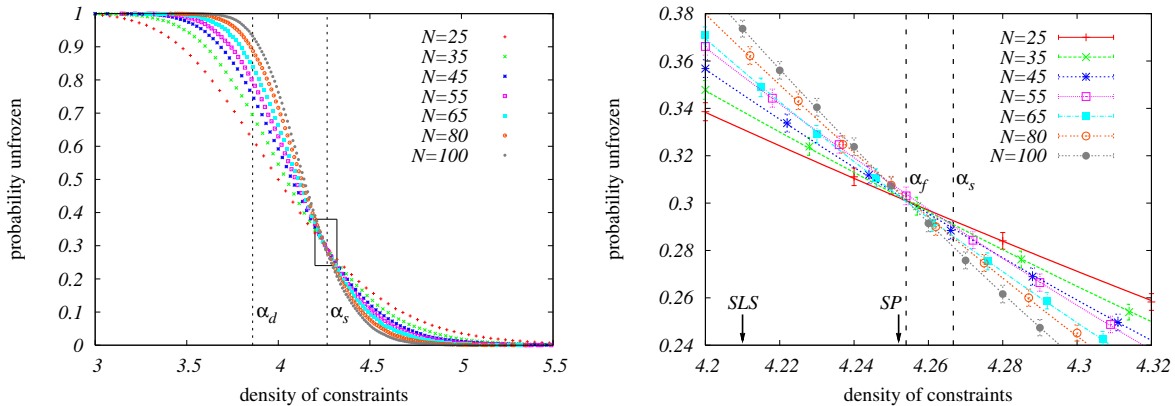 probability unfrozen
1
0.9
0.8
0.7
0.6
0.5
0.4
0.3
0.2
0.1
0
3
3.5
4
4.5
5
5.5
density of constraints
N=25
N=35
N=45
N=55
N=65
N=80
N=100
α_d
α_s
probability unfrozen
0.38
0.36
0.34
0.32
0.3
0.28
0.26
0.24
4.2
4.22
4.24
4.26
4.28
4.3
4.32
density of constraints
N=25
N=35
N=45
N=55
N=65
N=80
N=100
α_f
α_s
SLS
SP